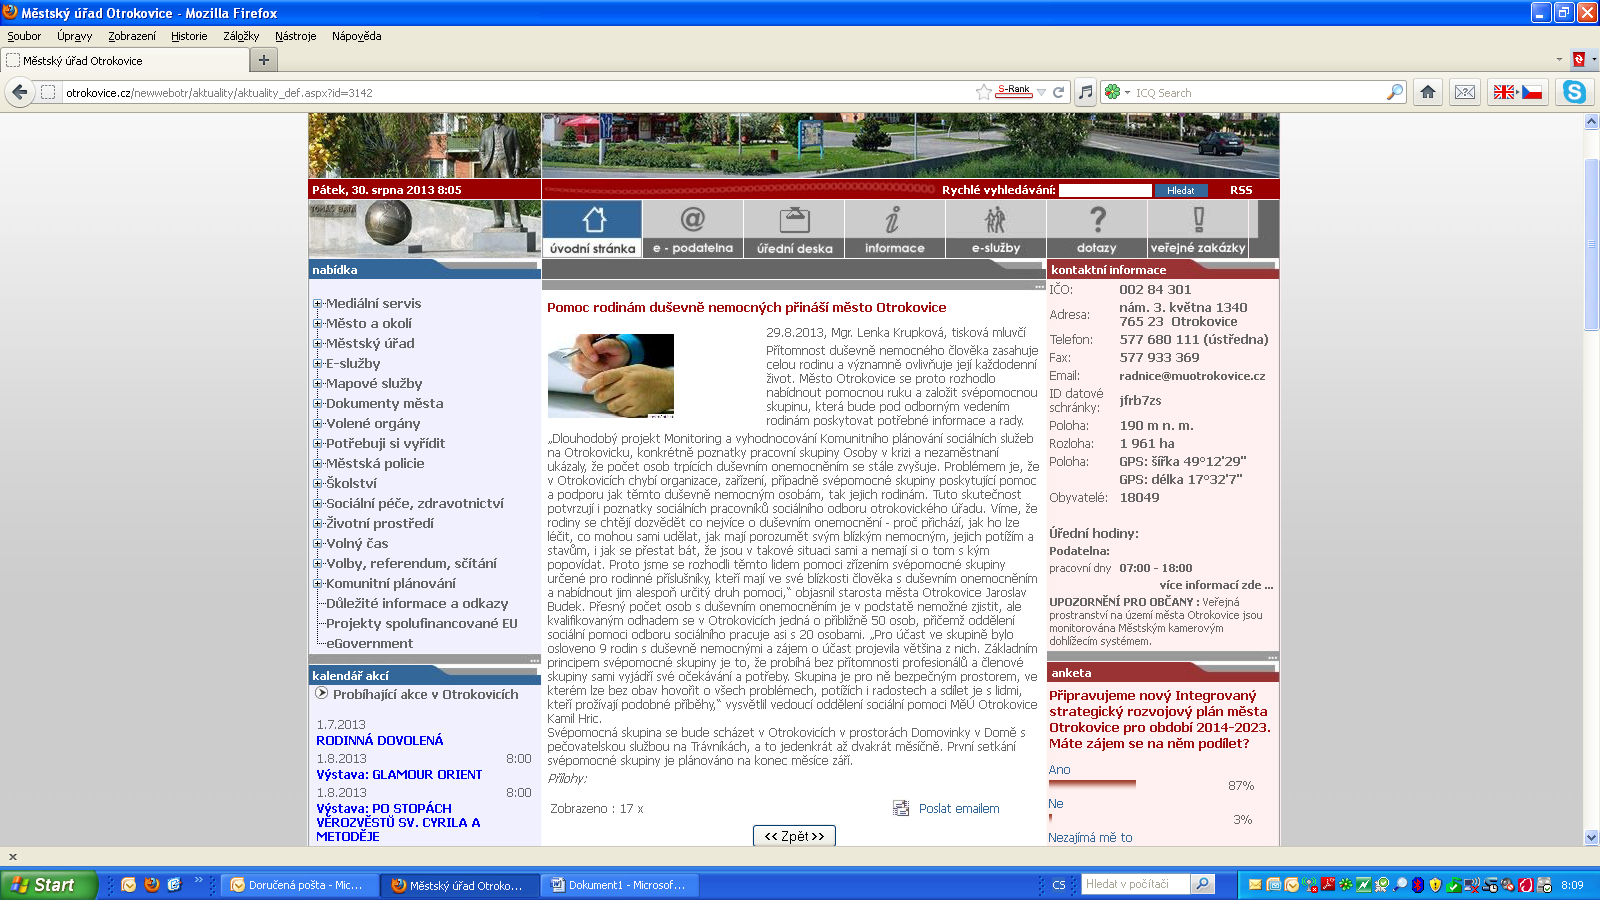 Městský úřad Otrokovice - Mozilla Firefox
Soubor Úpravy Zobrazení Historie Záložky Nástroje Nápověda
Městský úřad Otrokovice
otrokovice.cz/newwebotr/aktuality/aktuality_def.aspx?id=3142
S-Rank
ICQ Search
Pátek, 30. srpna 2013 8:05
Rychlé vyhledávání:
Hledat
RSS
TOMÁŠ BAŤA
úvodní stránka
e - podatelna
úřední deska
informace
e-služby
dotazy
veřejné zakázky
nabídka
Mediální servis
Město a okolí
Městský úřad
E-služby
Mapové služby
Dokumenty města
Volené orgány
Potřebuji si vyřídit
Městská policie
Školství
Sociální péče, zdravotnictví
Životní prostředí
Volný čas
Volby, referendum, sčítání
Komunitní plánování
Důležité informace a odkazy
Projekty spolufinancované EU
eGovernment
kalendář akcí
Probíhající akce v Otrokovicích
1.7.2013
RODINNÁ DOVOLENÁ
1.8.2013 8:00
Výstava: GLAMOUR ORIENT
1.8.2013 8:00
Výstava: PO STOPÁCH
VĚROZVĚSTŮ SV. CYRILA A
METODĚJE
Pomoc rodinám duševně nemocných přináší město Otrokovice
29.8.2013, Mgr. Lenka Krupková, tisková mluvčí
Přítomnost duševně nemocného člověka zasahuje
celou rodinu a významně ovlivňuje její každodenní
život. Město Otrokovice se proto rozhodlo
nabídnout pomocnou ruku a založit svépomocnou
skupinu, která bude pod odborným vedením
rodinám poskytovat potřebné informace a rady.
„Dlouhodobý projekt Monitoring a vyhodnocování Komunitního plánování sociálních služeb
na Otrokovicku, konkrétně poznatky pracovní skupiny Osoby v krizi a nezaměstnaní
ukázaly, že počet osob trpících duševním onemocněním se stále zvyšuje. Problémem je, že
v Otrokovicích chybí organizace, zařízení, případně svépomocné skupiny poskytující pomoc
a podporu jak těmto duševně nemocným osobám, tak jejich rodinám. Tuto skutečnost
potvrzují i poznatky sociálních pracovníků sociálního odboru otrokovického úřadu. Víme, že
rodiny se chtějí dozvědět co nejvíce o duševním onemocnění - proč přichází, jak ho lze
léčit, co mohou sami udělat, jak mají porozumět svým blízkým nemocným, jejich potížím a
stavům, i jak se přestat bát, že jsou v takové situaci sami a nemají si o tom s kým
popovídat. Proto jsme se rozhodli těmto lidem pomoci zřízením svépomocné skupiny
určené pro rodinné příslušníky, kteří mají ve své blízkosti člověka s duševním onemocněním
a nabídnout jim alespoň určitý druh pomoci,“ objasnil starosta města Otrokovice Jaroslav
Budek. Přesný počet osob s duševním onemocněním je v podstatě nemožné zjistit, ale
kvalifikovaným odhadem se v Otrokovicích jedná o přibližně 50 osob, přičemž oddělení
sociální pomoci odboru sociálního pracuje asi s 20 osobami. „Pro účast ve skupině bylo
osloveno 9 rodin s duševně nemocnými a zájem o účast projevila většina z nich. Základním
principem svépomocné skupiny je to, že probíhá bez přítomnosti profesionálů a členové
skupiny sami vyjádří své očekávání a potřeby. Skupina je pro ně bezpečným prostorem, ve
kterém lze bez obav hovořit o všech problémech, potížích i radostech a sdílet je s lidmi,
kteří prožívají podobné příběhy,“ vysvětlil vedoucí oddělení sociální pomoci MěÚ Otrokovice
Kamil Hric.
Svépomocná skupina se bude scházet v Otrokovicích v prostorách Domovinky v Domě s
pečovatelskou službou na Trávníkách, a to jedenkrát až dvakrát měsíčně. První setkání
svépomocné skupiny je plánováno na konec měsíce září.
Přílohy:
Zobrazeno : 17 x
Poslat emailem
<< Zpět >>
kontaktní informace
IČO: 002 84 301
Adresa: nám. 3. května 1340
765 23 Otrokovice
Telefon: 577 680 111 (ústředna)
Fax: 577 933 369
Email: radnice@muotrokovice.cz
ID datové
schránky: jfrb7zs
Poloha: 190 m n. m.
Rozloha: 1 961 ha
Poloha: GPS: šířka 49°12'29"
GPS: délka 17°32'7"
Obyvatelé: 18049
Úřední hodiny:
Podatelna:
pracovní dny 07:00 - 18:00
více informací zde ...
UPOZORNĚNÍ PRO OBČANY : Veřejná
prostranství na území města Otrokovice jsou
monitorována Městským kamerovým
dohlížecím systémem.
anketa
Připravujeme nový Integrovaný
strategický rozvojový plán města
Otrokovice pro období 2014-2023.
Máte zájem se na něm podílet?
Ano
87%
Ne
3%
Nezajímá mě to
x
Start
Doručená pošta - Mic...
Městský úřad Otroko...
Dokument1 - Microsof...
CS
Hledat v počítači
8:09